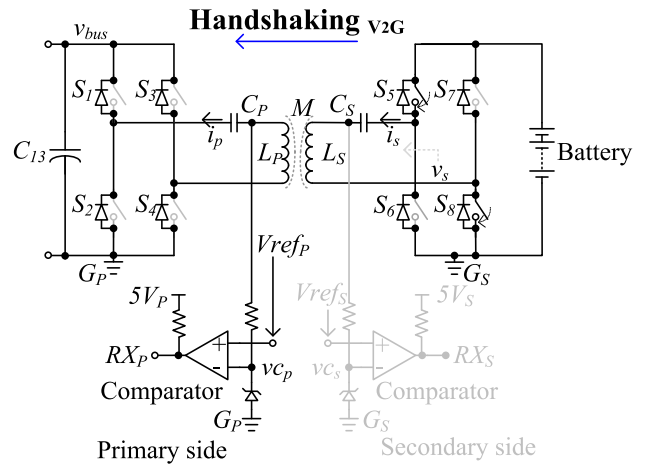 Handshaking V2G
vbus
S1 S3 CP M CS S5 S7
ip is
C13 LP LS Battery
vs
S2 S4 S6 S8
GP GS
VrefP
5VP VrefS 5VS
+ +
RXP RXS
- vcp vcs -
Comparator Comparator
GP GS
Primary side Secondary side